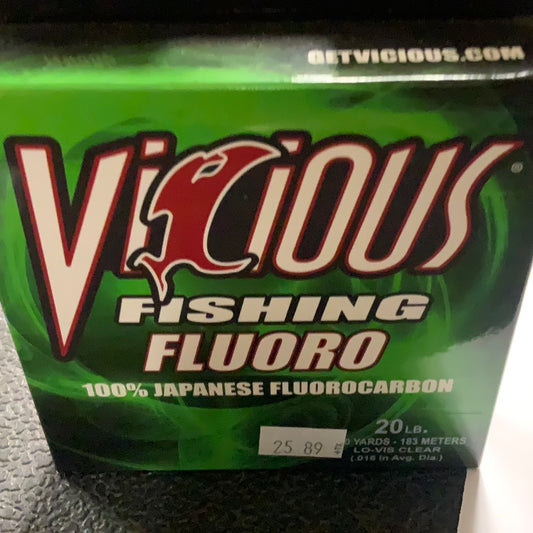 GETVICIOUS.COM
VICIOUS®
FISHING
FLUORO
100% JAPANESE FLUOROCARBON
20 LB.
YARDS - 183 METERS
LO-VIS CLEAR
(.016 in Avg. Dia.)
25 89